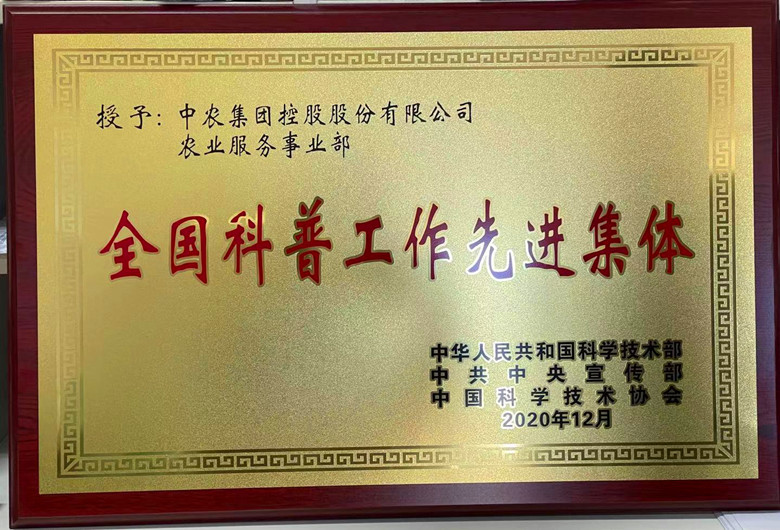 授予：中农集团控股股份有限公司
农业服务事业部
全国科普工作先进集体
中华人民共和国科学技术部
中共中央宣传部
中国科学技术协会
2020年12月